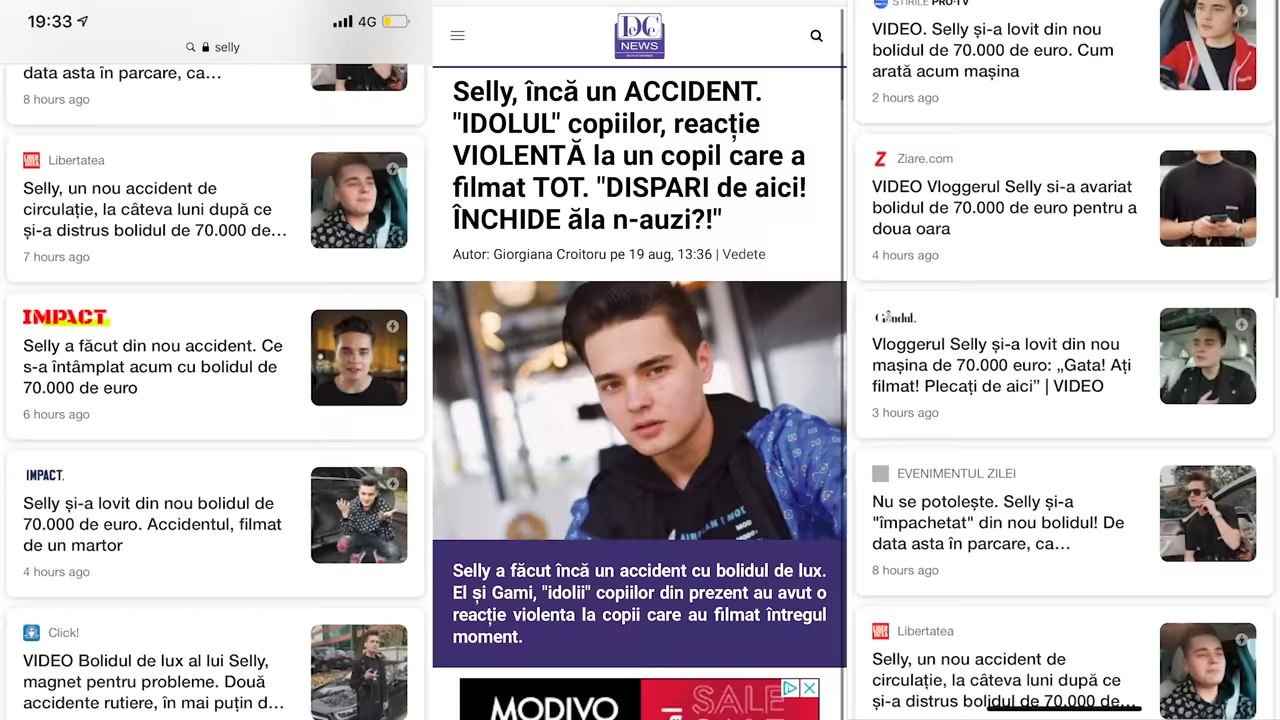 19:33
4G
selly
data asta în parcare, ca…
8 hours ago
Libertatea
Selly, un nou accident de
circulație, la câteva luni după ce
și-a distrus bolidul de 70.000 de…
7 hours ago
IMPACT
Selly a făcut din nou accident. Ce
s-a întâmplat acum cu bolidul de
70.000 de euro
6 hours ago
IMPACT.
Selly și-a lovit din nou bolidul de
70.000 de euro. Accidentul, filmat
de un martor
4 hours ago
Click!
VIDEO Bolidul de lux al lui Selly,
magnet pentru probleme. Două
accidente rutiere, în mai puțin d…
DCNEWS
Selly, încă un ACCIDENT.
"IDOLUL" copiilor, reacție
VIOLENTĂ la un copil care a
filmat TOT. "DISPARI de aici!
ÎNCHIDE ăla n-auzi?!"
Autor: Giorgiana Croitoru pe 19 aug, 13:36 | Vedete
Selly a făcut încă un accident cu bolidul de lux.
El și Gami, "idolii" copiilor din prezent au avut o
reacție violenta la copii care au filmat întregul
moment.
MODIVO
SALE
STIRILE PRO•TV
VIDEO. Selly și-a lovit din nou
bolidul de 70.000 de euro. Cum
arată acum mașina
2 hours ago
Z Ziare.com
VIDEO Vloggerul Selly si-a avariat
bolidul de 70.000 de euro pentru a
doua oara
4 hours ago
Gândul.
Vloggerul Selly și-a lovit din nou
mașina de 70.000 euro: „Gata! Ați
filmat! Plecați de aici” | VIDEO
3 hours ago
EVENIMENTUL ZILEI
Nu se potolește. Selly și-a
"împachetat" din nou bolidul! De
data asta în parcare, ca…
8 hours ago
Libertatea
Selly, un nou accident de
circulație, la câteva luni după ce
și-a distrus bolidul de 70.000 de…